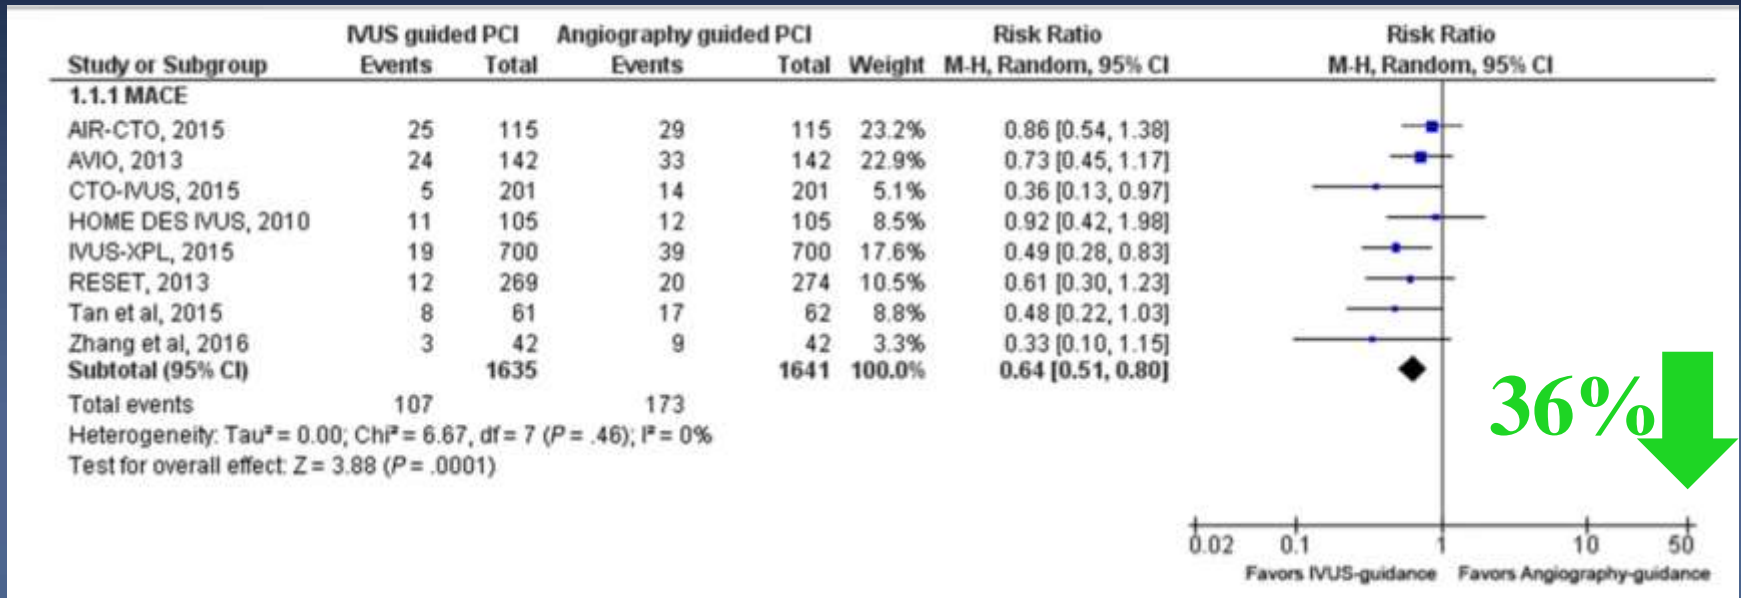 IVUS guided PCI Angiography guided PCI Risk Ratio Risk Ratio
Study or Subgroup Events Total Events Total Weight M-H, Random, 95% CI M-H, Random, 95% CI
1.1.1 MACE
AIR-CTO, 2015 25 115 29 115 23.2% 0.86 [0.54, 1.38]
AVIO, 2013 24 142 33 142 22.9% 0.73 [0.45, 1.17]
CTO-IVUS, 2015 5 201 14 201 5.1% 0.36 [0.13, 0.97]
HOME DES IVUS, 2010 11 105 12 105 8.5% 0.92 [0.42, 1.98]
IVUS-XPL, 2015 19 700 39 700 17.6% 0.49 [0.28, 0.83]
RESET, 2013 12 269 20 274 10.5% 0.61 [0.30, 1.23]
Tan et al, 2015 8 61 17 62 8.8% 0.48 [0.22, 1.03]
Zhang et al, 2016 3 42 9 42 3.3% 0.33 [0.10, 1.15]
Subtotal (95% CI) 1635 1641 100.0% 0.64 [0.51, 0.80]
Total events 107 173
36%
Heterogeneity: Tau² = 0.00; Chi² = 6.67, df = 7 (P = .46); I² = 0%
Test for overall effect: Z = 3.88 (P = .0001)
0.02 0.1 1 10 50
Favors IVUS-guidance Favors Angiography-guidance